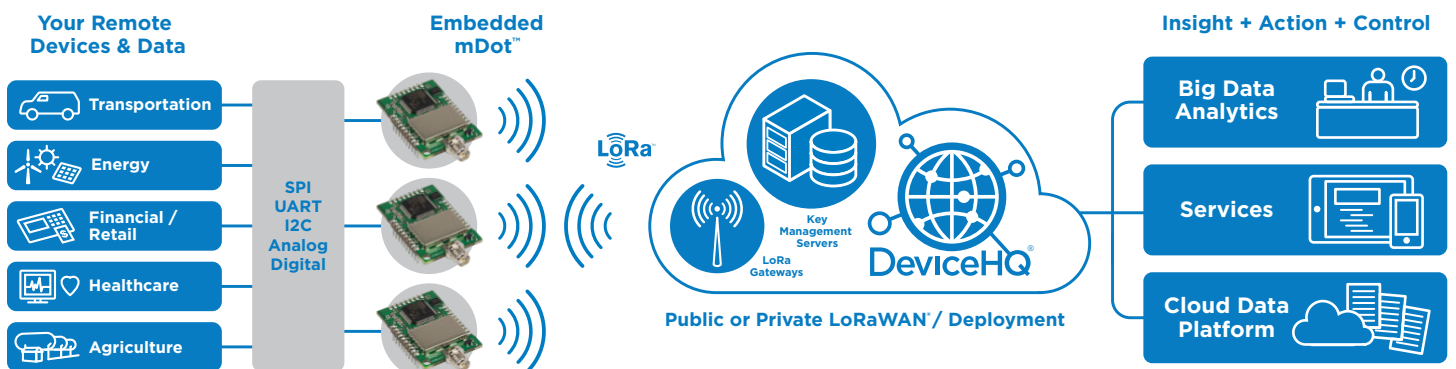 Your Remote
Devices & Data
Transportation
Energy
Financial /
Retail
Healthcare
Agriculture
SPI
UART
I2C
Analog
Digital
Embedded
mDot™
LoRa™
Key
Management
Servers
LoRa
Gateways
DeviceHQ®
Public or Private LoRaWAN®/ Deployment
Insight + Action + Control
Big Data
Analytics
Services
Cloud Data
Platform